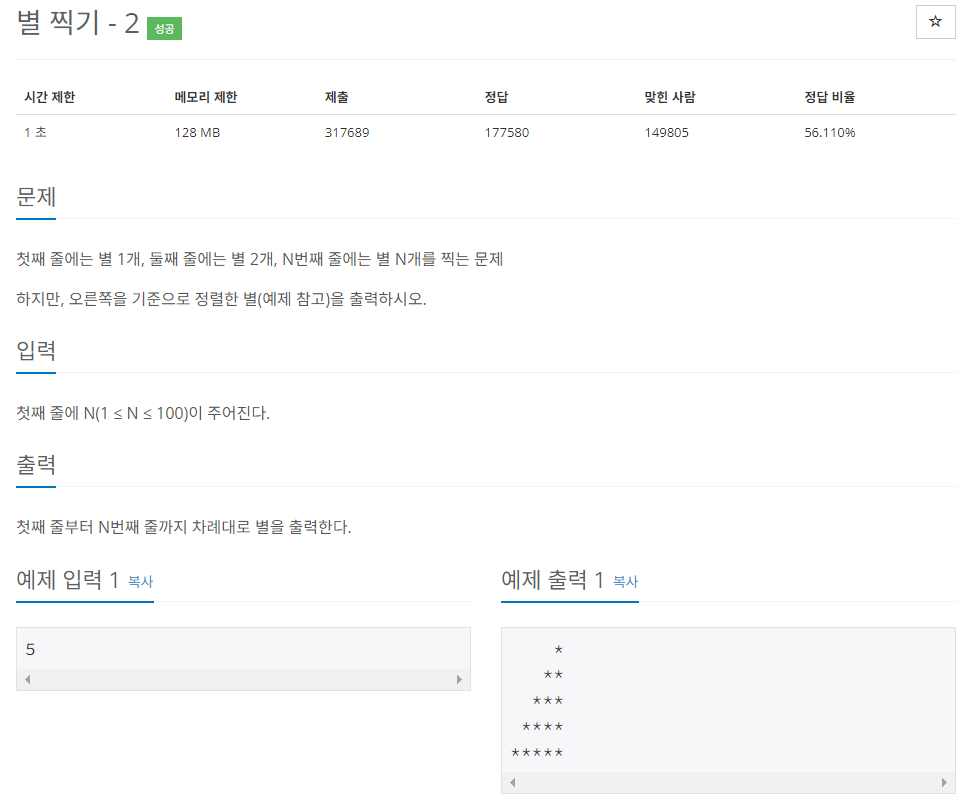 별 찍기 - 2 성공
☆
시간 제한 메모리 제한 제출 정답 맞힌 사람 정답 비율
1 초 128 MB 317689 177580 149805 56.110%
문제
첫째 줄에는 별 1개, 둘째 줄에는 별 2개, N번째 줄에는 별 N개를 찍는 문제
하지만, 오른쪽을 기준으로 정렬한 별(예제 참고)을 출력하시오.
입력
첫째 줄에 N(1 ≤ N ≤ 100)이 주어진다.
출력
첫째 줄부터 N번째 줄까지 차례대로 별을 출력한다.
예제 입력 1 복사
5
예제 출력 1 복사
    *
   **
  ***
 ****
*****